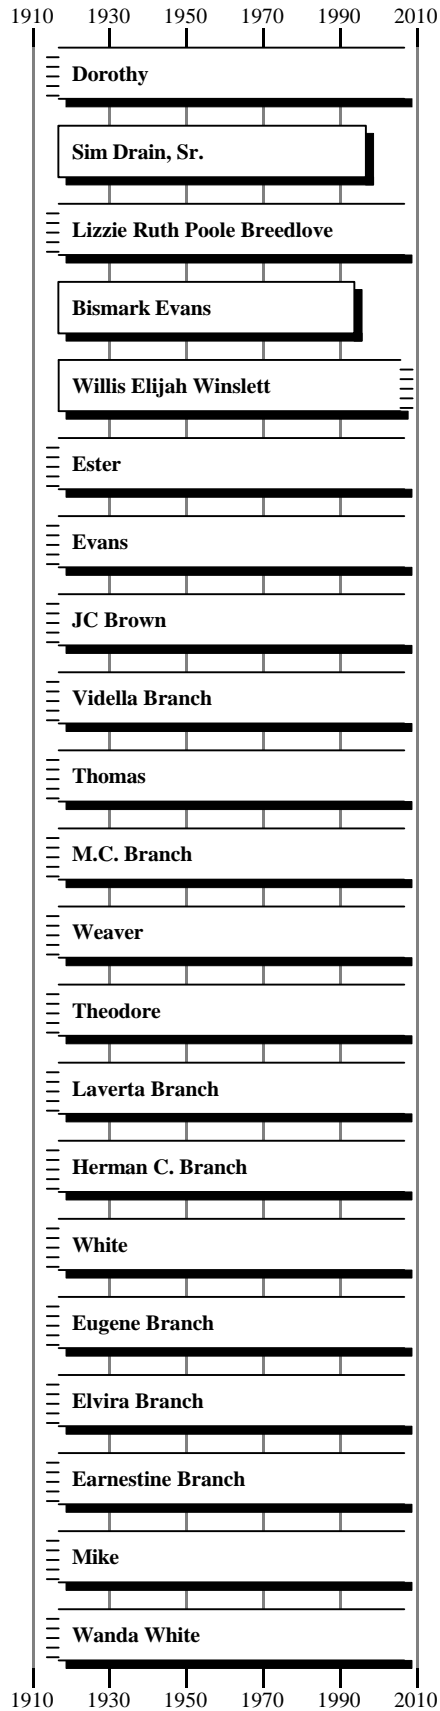 1910 1930 1950 1970 1990 2010
Dorothy
Sim Drain, Sr.
Lizzie Ruth Poole Breedlove
Bismark Evans
Willis Elijah Winslett
Ester
Evans
JC Brown
Vidella Branch
Thomas
M.C. Branch
Weaver
Theodore
Laverta Branch
Herman C. Branch
White
Eugene Branch
Elvira Branch
Earnestine Branch
Mike
Wanda White
1910 1930 1950 1970 1990 2010